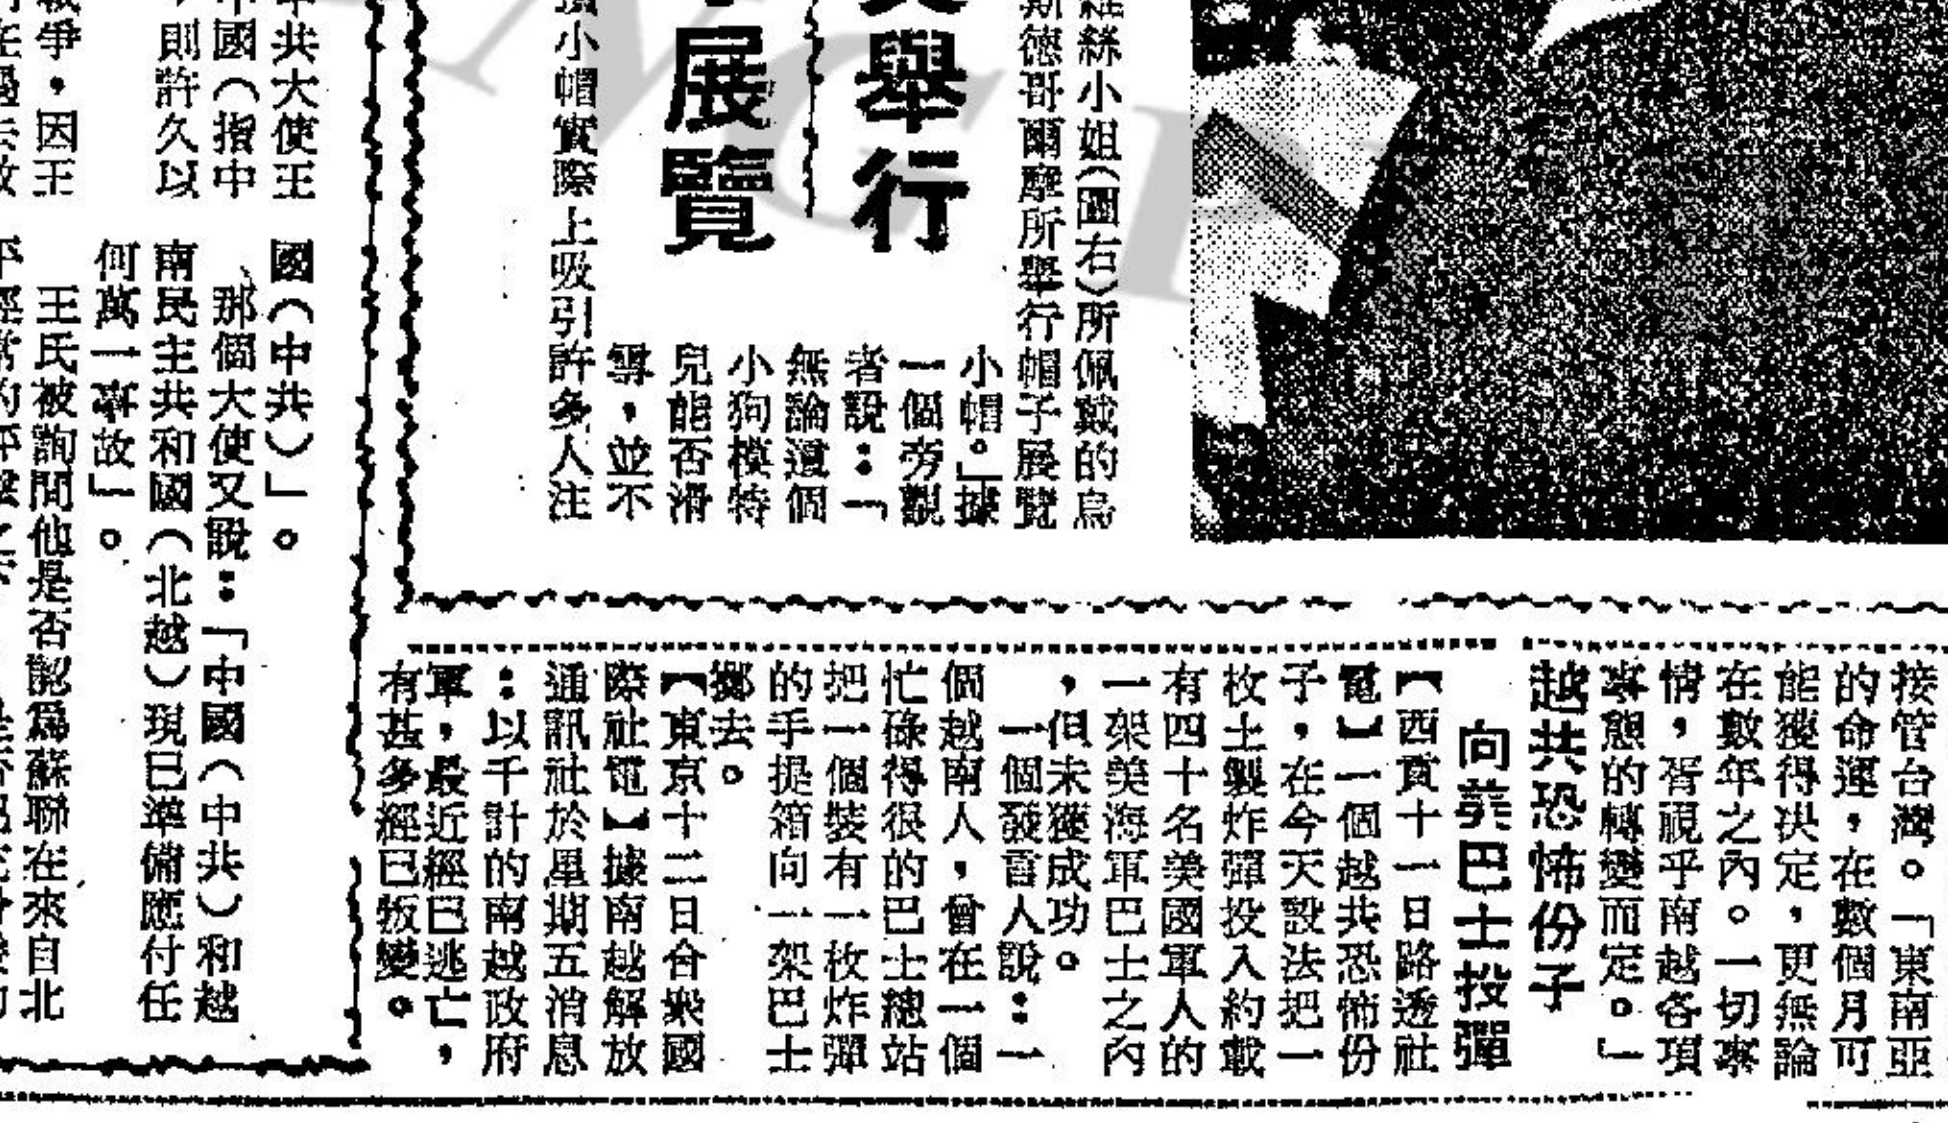 接管台灣。「東南亞
的命運，在數個月可
能獲得决定，更無論
在數年之內。一切事
情，胥視乎南越各項
事態的轉變而定。」
越共恐怖份子
向美巴士投彈
【西貢十一日路透社
電】一個越共恐怖份
子，在今天設法把一
枚土製炸彈投入約載
有四十名美國軍人的
一架美海軍巴士之內
，但未獲成功。
一個發言人說：一
個越南人，曾在一個
忙碌得很的巴士總站
把一個裝有一枚炸彈
的手提箱向一架巴士
擲去。
【東京十二日合衆國
際社電】據南越解放
通訊社於星期五消息
：以千計的南越政府
軍，最近經已逃亡，
有甚多經已叛變。
絲小姐（圖右）所佩戴的烏
斯德哥爾摩所舉行帽子展覽
小帽。」據
一個旁觀
者說：「
無論這個
小狗模特
兒能否滑
雪，並不
舉行
展覽
小帽實際上吸引許多人注
共大使王
國（指中
則許久以
爭，因王
國（中共）」。
那個大使又說：「中國（中共）和越
南民主共和國（北越）現已準備應付任
何萬一事故」。
王氏被詢問他是否認爲蘇聯在來自北